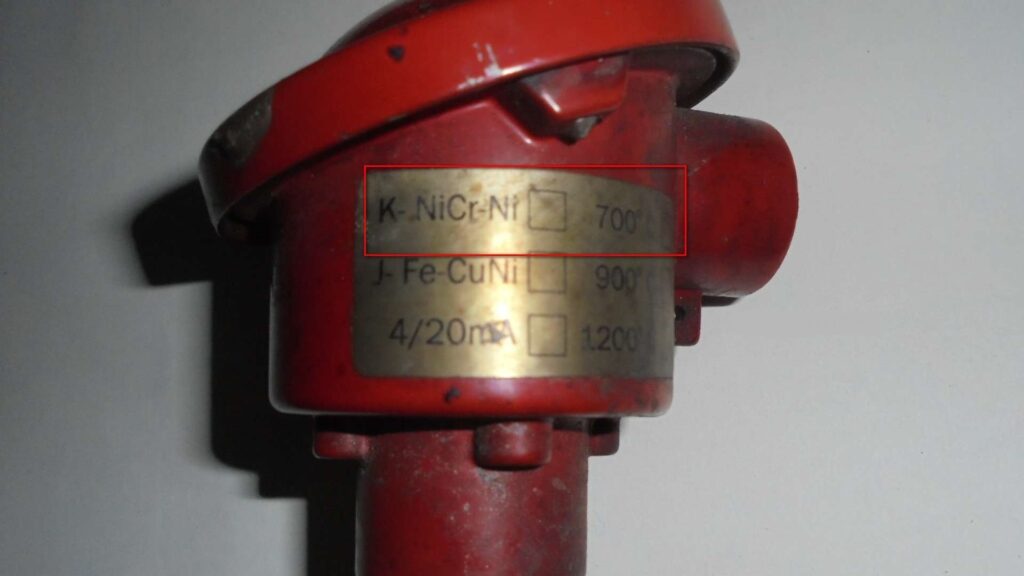 K- NiCr-Ni 700°C
J- Fe-CuNi 900°C
4/20mA 1200°C